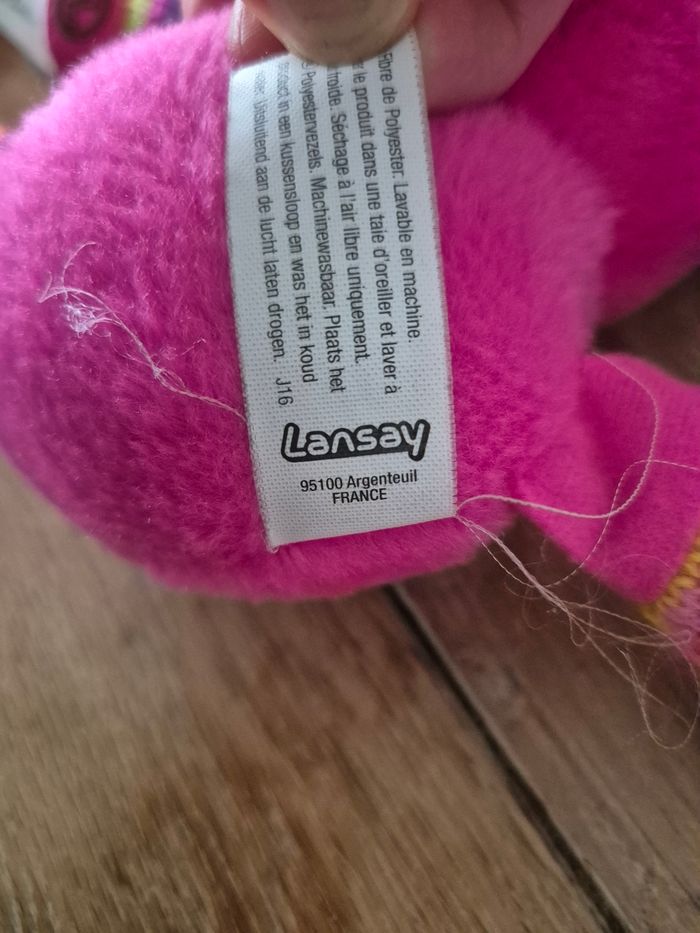 Fibre de Polyester. Lavable en machine.
le produit dans une taie d'oreiller et laver à
froide. Séchage à l'air libre uniquement.
Polyestervezels. Machinewasbaar. Plaats het
in een kussensloop en was het in koud
Uitsluitend aan de lucht laten drogen. J16
Lansay
95100 Argenteuil
FRANCE